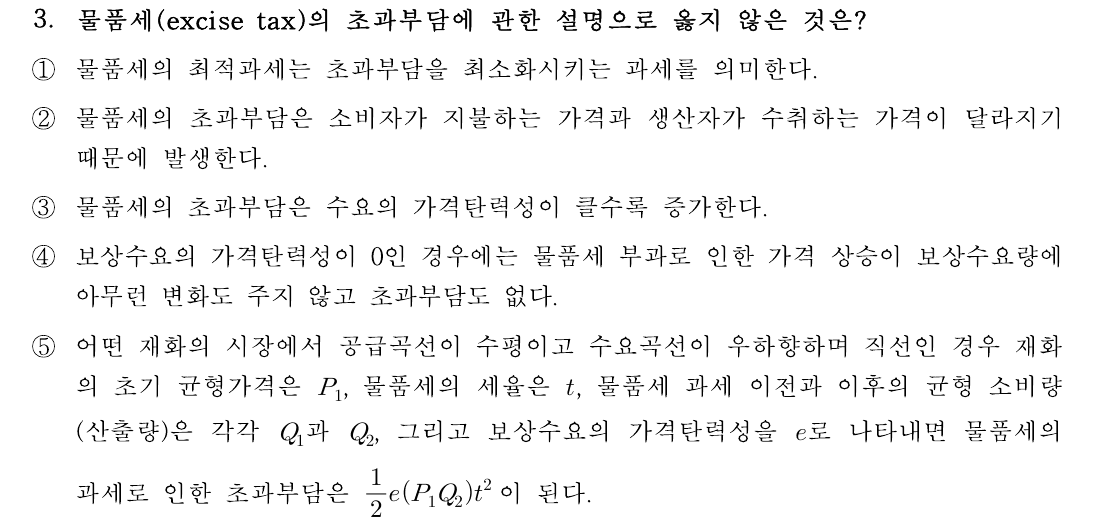 3. 물품세(excise tax)의 초과부담에 관한 설명으로 옳지 않은 것은?
① 물품세의 최적과세는 초과부담을 최소화시키는 과세를 의미한다.
② 물품세의 초과부담은 소비자가 지불하는 가격과 생산자가 수취하는 가격이 달라지기
때문에 발생한다.
③ 물품세의 초과부담은 수요의 가격탄력성이 클수록 증가한다.
④ 보상수요의 가격탄력성이 0인 경우에는 물품세 부과로 인한 가격 상승이 보상수요량에
아무런 변화도 주지 않고 초과부담도 없다.
⑤ 어떤 재화의 시장에서 공급곡선이 수평이고 수요곡선이 우하향하며 직선인 경우 재화
의 초기 균형가격은 P₁, 물품세의 세율은 t, 물품세 과세 이전과 이후의 균형 소비량
(산출량)은 각각 Q₁과 Q₂, 그리고 보상수요의 가격탄력성을 e로 나타내면 물품세의
과세로 인한 초과부담은 1/2 e(P₁Q₂)t² 이 된다.